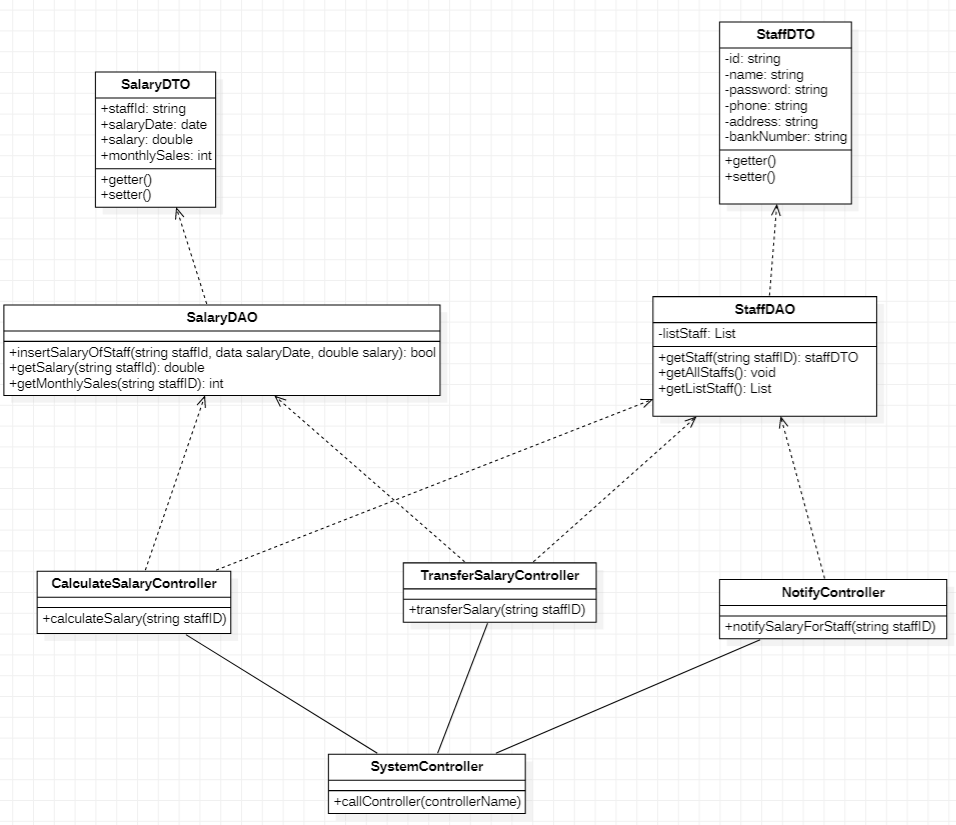 StaffDTO
-id: string
-name: string
-password: string
-phone: string
-address: string
-bankNumber: string
+getter()
+setter()
SalaryDTO
+staffId: string
+salaryDate: date
+salary: double
+monthlySales: int
+getter()
+setter()
SalaryDAO
+insertSalaryOfStaff(string staffId, data salaryDate, double salary): bool
+getSalary(string staffId): double
+getMonthlySales(string staffID): int
StaffDAO
-listStaff: List
+getStaff(string staffID): staffDTO
+getAllStaffs(): void
+getListStaff(): List
CalculateSalaryController
+calculateSalary(string staffID)
TransferSalaryController
+transferSalary(string staffID)
NotifyController
+notifySalaryForStaff(string staffID)
SystemController
+callController(controllerName)